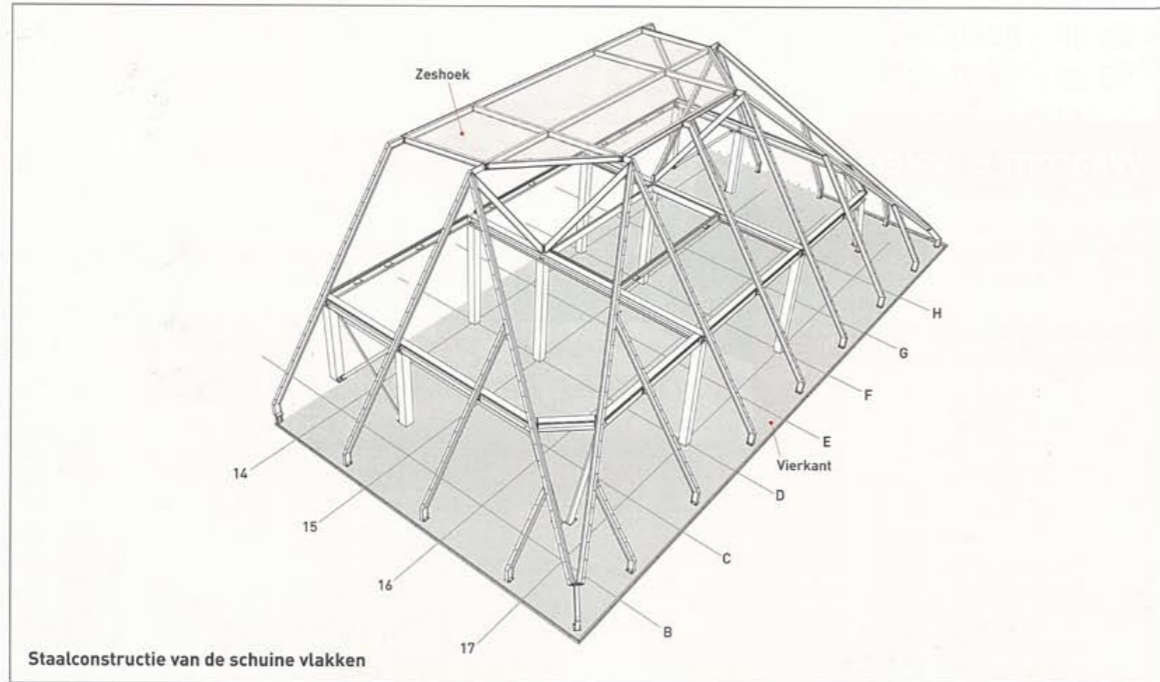 Zeshoek
H
G
F
E
Vierkant
D
C
B
14
15
16
17
Staalconstructie van de schuine vlakken